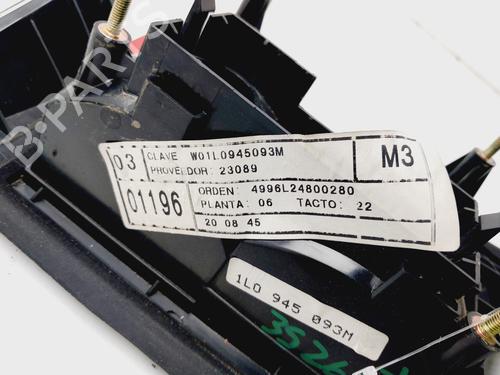 B-PARTS
03 CLAVE W01L0945093M M3
PROVEEDOR: 23089
01196 ORDEN: 4996L24800280
PLANTA: 06 TACTO: 22
20 08 45
1L0 945 093M